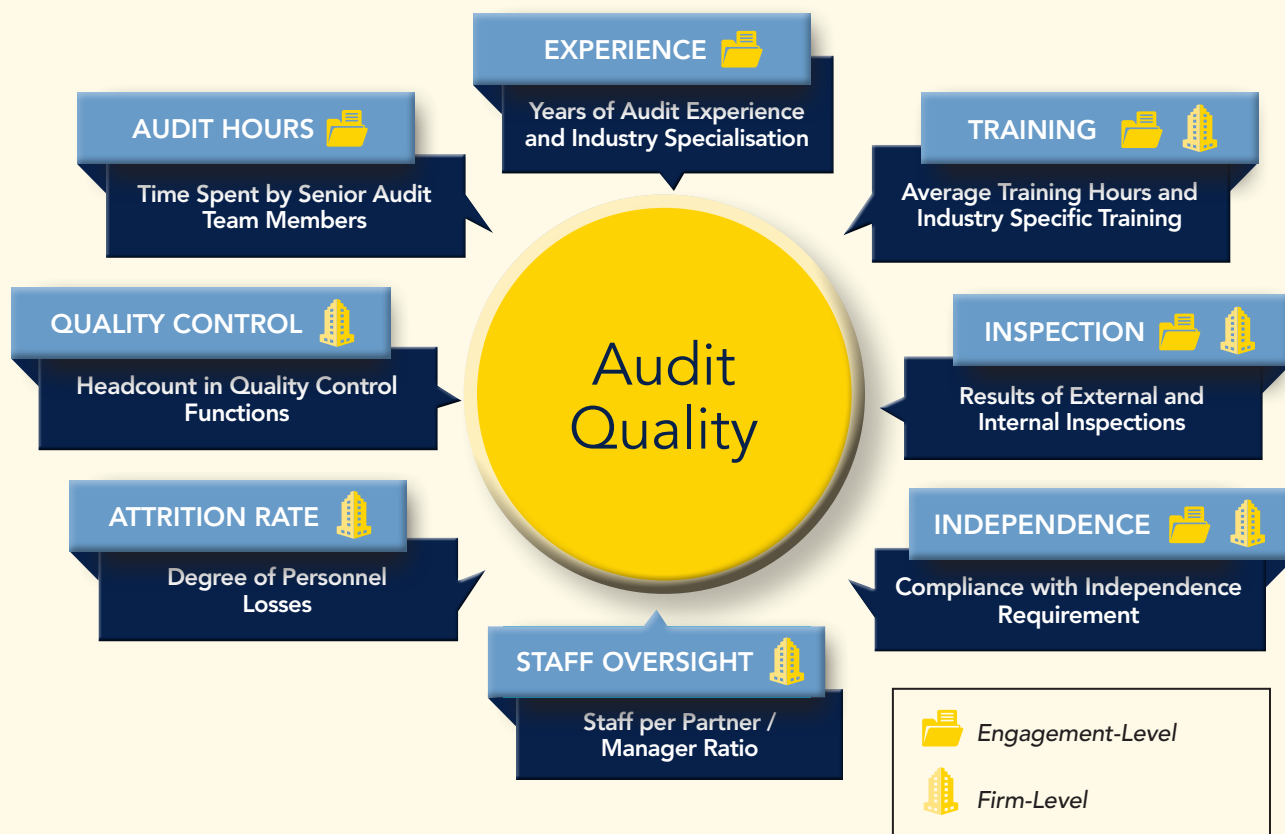 EXPERIENCE
Years of Audit Experience
and Industry Specialisation
AUDIT HOURS
Time Spent by Senior Audit
Team Members
TRAINING
Average Training Hours and
Industry Specific Training
QUALITY CONTROL
Headcount in Quality Control
Functions
Audit
Quality
INSPECTION
Results of External and
Internal Inspections
ATTRITION RATE
Degree of Personnel
Losses
INDEPENDENCE
Compliance with Independence
Requirement
STAFF OVERSIGHT
Staff per Partner /
Manager Ratio
Engagement-Level
Firm-Level